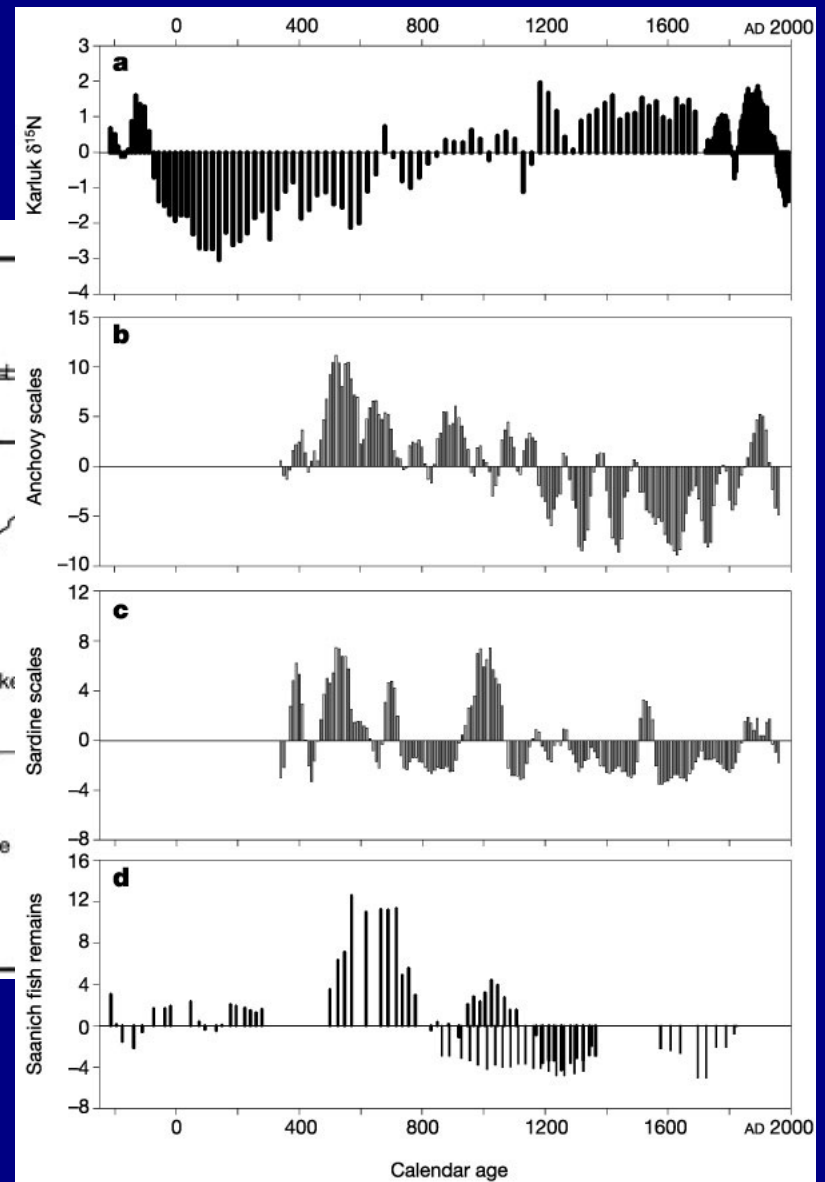 0 400 800 1200 1600 AD 2000
a
Karluk δ15N
3
2
1
0
−1
−2
−3
−4
b
Anchovy scales
15
10
5
0
−5
−10
c
Sardine scales
12
8
4
0
−4
−8
d
Saanich fish remains
16
12
8
4
0
−4
−8
0 400 800 1200 1600 AD 2000
Calendar age
ke
e